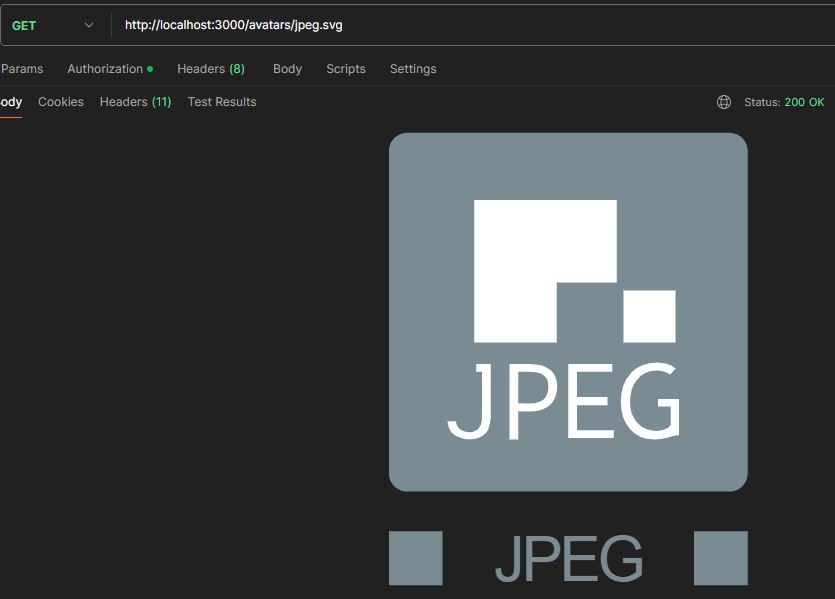 GET http://localhost:3000/avatars/jpeg.svg
Params Authorization Headers (8) Body Scripts Settings
ody Cookies Headers (11) Test Results Status: 200 OK
JPEG
JPEG